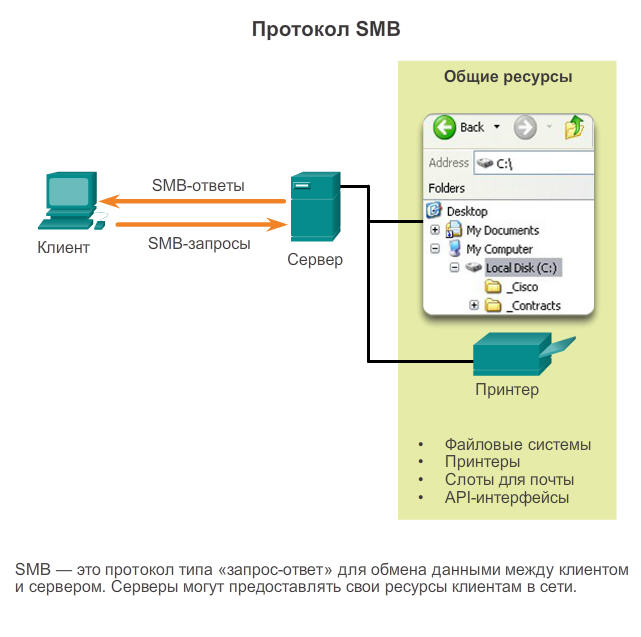 Протокол SMB
Общие ресурсы
Back
Address C:\
Folders
Desktop
My Documents
My Computer
Local Disk (C:)
_Cisco
_Contracts
SMB-ответы
SMB-запросы
Клиент
Сервер
Принтер
• Файловые системы
• Принтеры
• Слоты для почты
• API-интерфейсы
SMB — это протокол типа «запрос-ответ» для обмена данными между клиентом
и сервером. Серверы могут предоставлять свои ресурсы клиентам в сети.